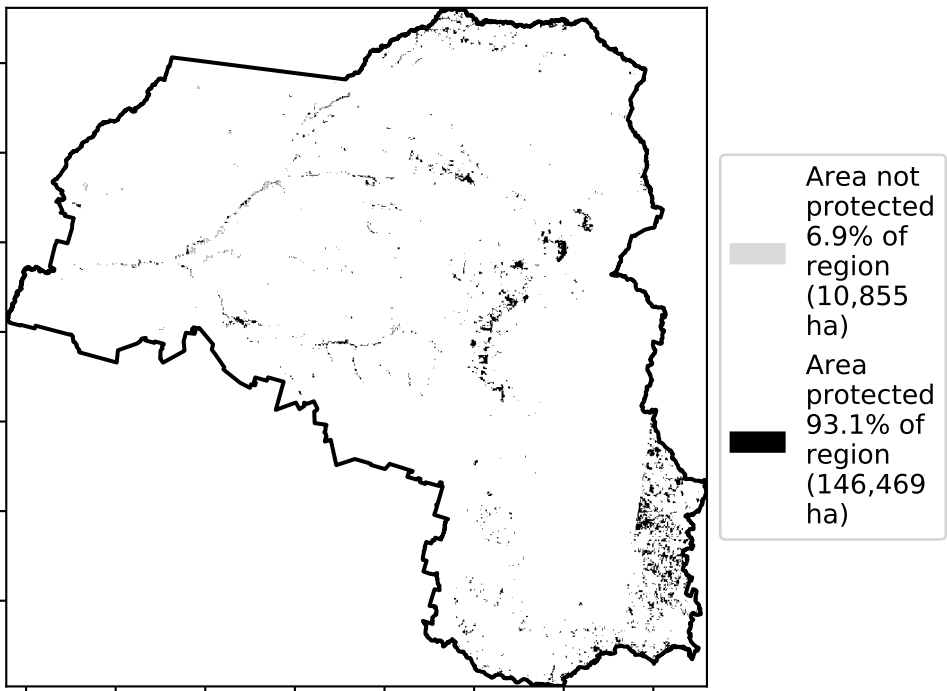 Area not
protected
6.9% of
region
(10,855
ha)
Area
protected
93.1% of
region
(146,469
ha)